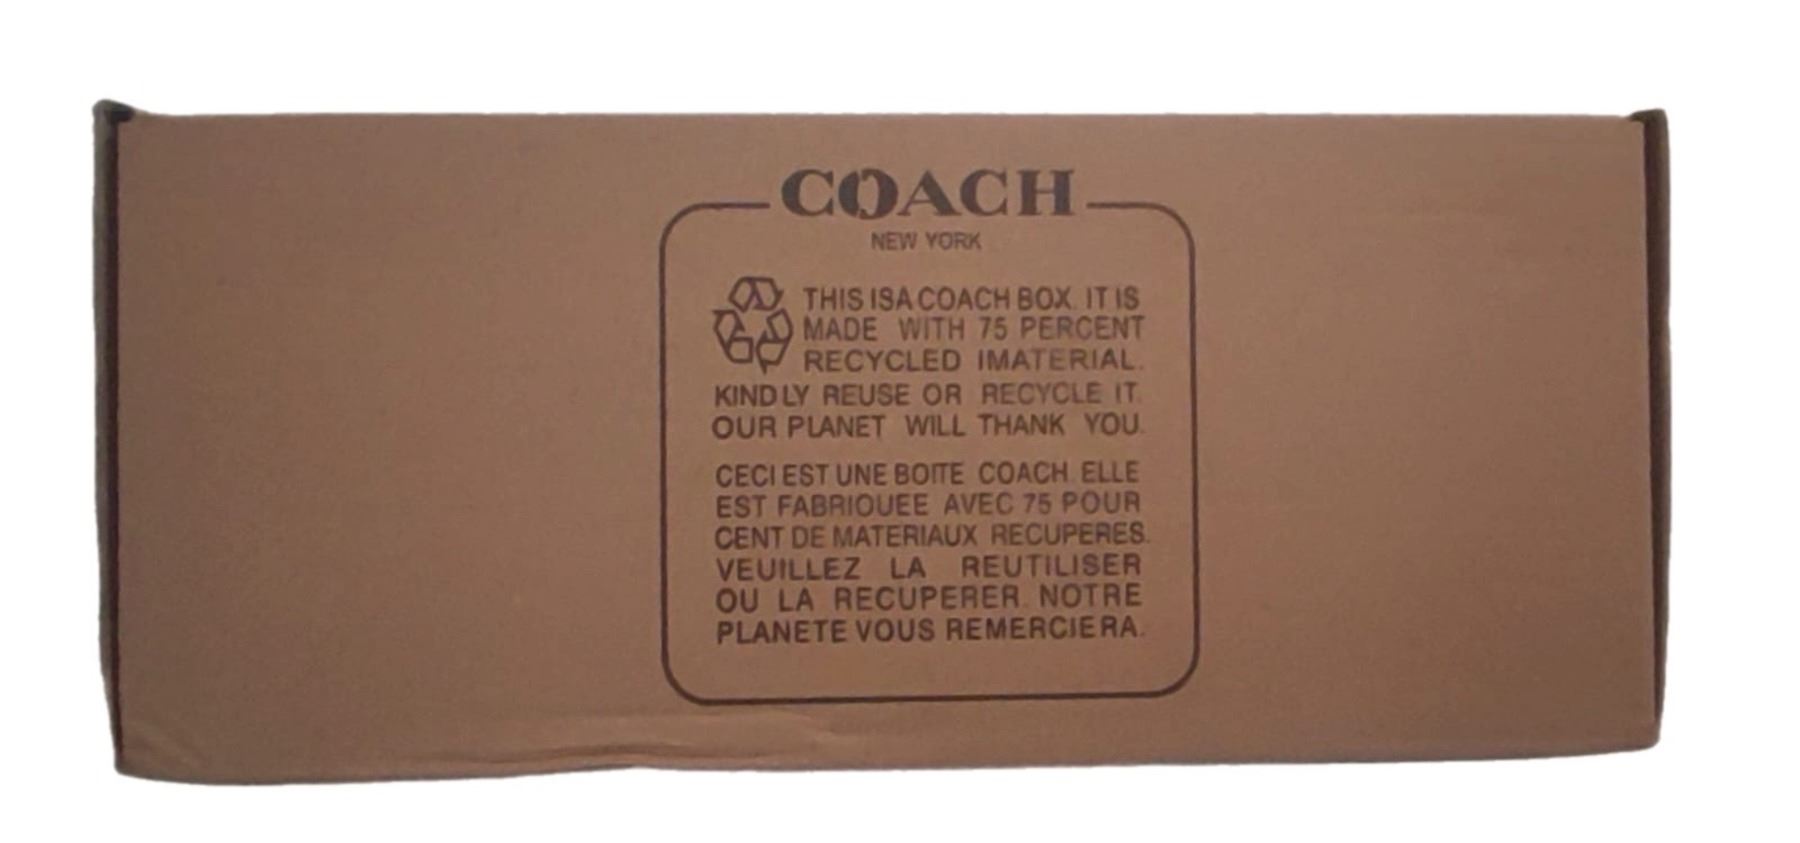 COACH
NEW YORK
THIS IS A COACH BOX. IT IS
MADE WITH 75 PERCENT
RECYCLED IMATERIAL.
KINDLY REUSE OR RECYCLE IT.
OUR PLANET WILL THANK YOU.
CECI EST UNE BOITE COACH. ELLE
EST FABRIOUEE AVEC 75 POUR
CENT DE MATERIAUX RECUPERES.
VEUILLEZ LA REUTILISER
OU LA RECUPERER. NOTRE
PLANETE VOUS REMERCIERA.